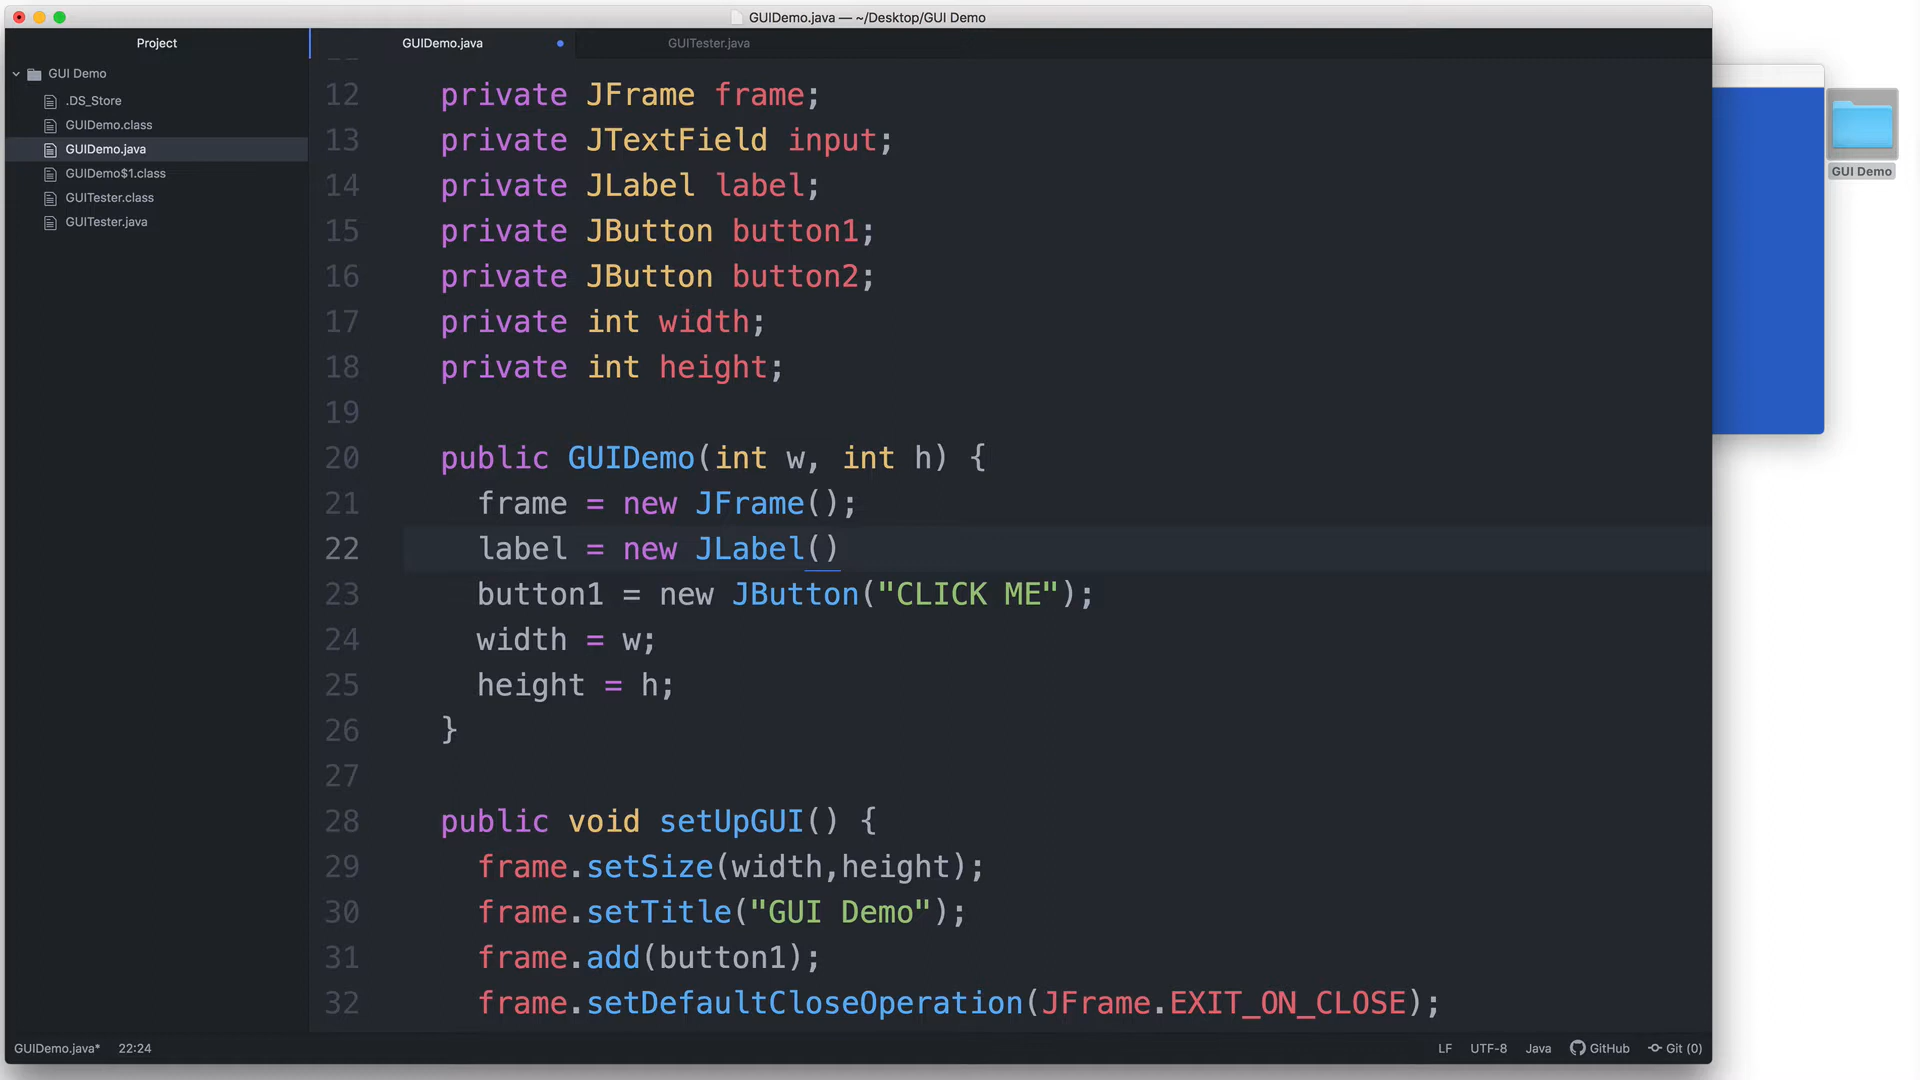 GUIDemo.java — ~/Desktop/GUI Demo
Project
GUIDemo.java
GUITester.java
GUI Demo
.DS_Store
GUIDemo.class
GUIDemo.java
GUIDemo$1.class
GUITester.class
GUITester.java
12 private JFrame frame;
13 private JTextField input;
14 private JLabel label;
15 private JButton button1;
16 private JButton button2;
17 private int width;
18 private int height;
19
20 public GUIDemo(int w, int h) {
21 frame = new JFrame();
22 label = new JLabel()
23 button1 = new JButton("CLICK ME");
24 width = w;
25 height = h;
26 }
27
28 public void setUpGUI() {
29 frame.setSize(width,height);
30 frame.setTitle("GUI Demo");
31 frame.add(button1);
32 frame.setDefaultCloseOperation(JFrame.EXIT_ON_CLOSE);
GUIDemo.java* 22:24
LF UTF-8 Java GitHub Git (0)
GUI Demo